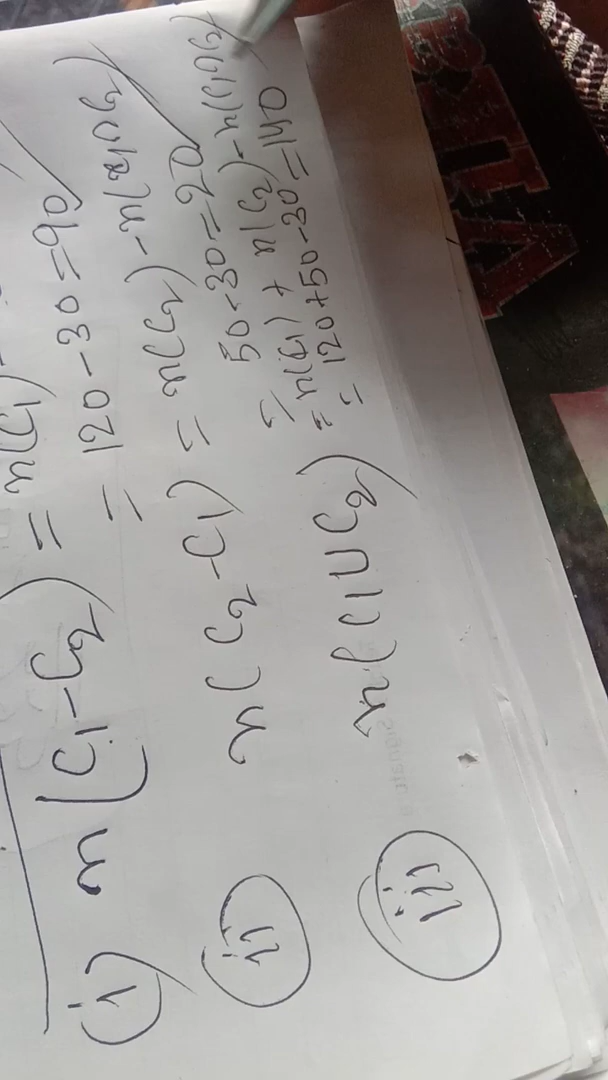 (i) n(C1-C2) = n(C1)-
= 120-30=90
(ii) n(C2-C1) = n(C2)-n(C1∩C2)
= 50-30=20
(iii) n(C1∪C2) = n(C1)+n(C2)-n(C1∩C2)
= 120+50-30=140